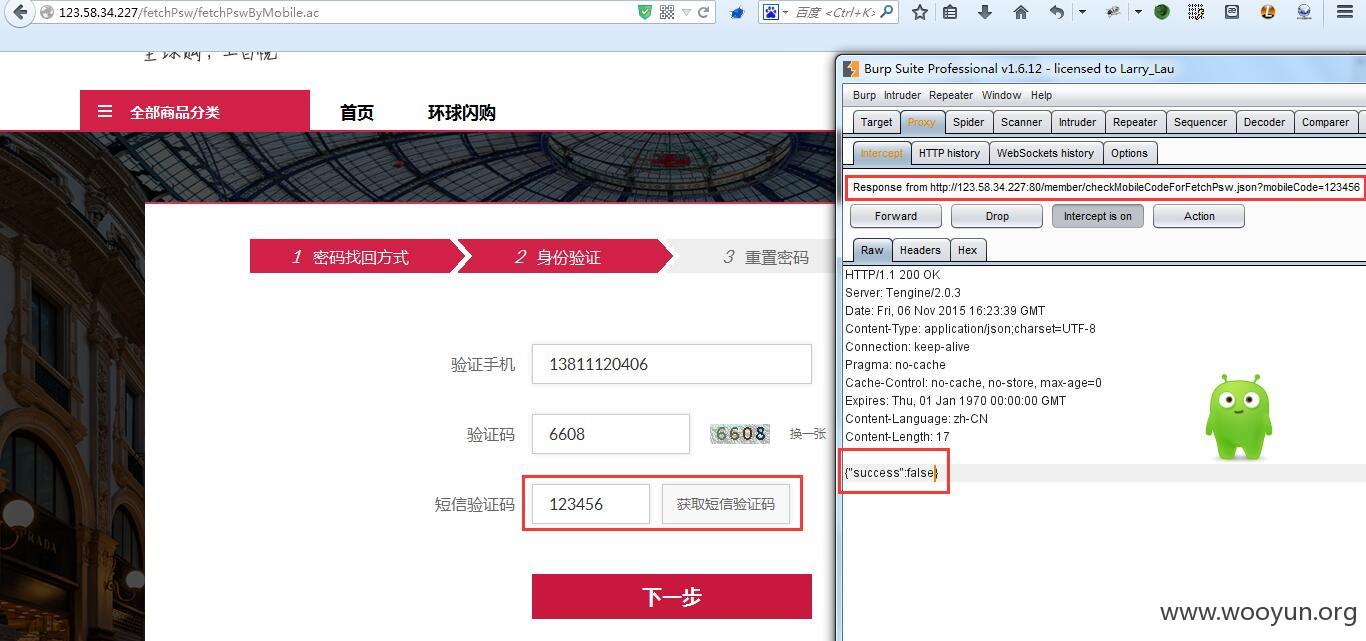 123.58.34.227/fetchPsw/fetchPswByMobile.ac
百度 <Ctrl+K>
全部商品分类
首页
环球闪购
1 密码找回方式
2 身份验证
3 重置密码
验证手机
13811120406
验证码
6608
6608
换一张
短信验证码
123456
获取短信验证码
下一步
PRADA
Burp Suite Professional v1.6.12 - licensed to Larry_Lau
Burp Intruder Repeater Window Help
Target Proxy Spider Scanner Intruder Repeater Sequencer Decoder Comparer
Intercept HTTP history WebSockets history Options
Response from http://123.58.34.227:80/member/checkMobileCodeForFetchPsw.json?mobileCode=123456
Forward Drop Intercept is on Action
Raw Headers Hex
HTTP/1.1 200 OK
Server: Tengine/2.0.3
Date: Fri, 06 Nov 2015 16:23:39 GMT
Content-Type: application/json;charset=UTF-8
Connection: keep-alive
Pragma: no-cache
Cache-Control: no-cache, no-store, max-age=0
Expires: Thu, 01 Jan 1970 00:00:00 GMT
Content-Language: zh-CN
Content-Length: 17
{"success":false}
www.wooyun.org